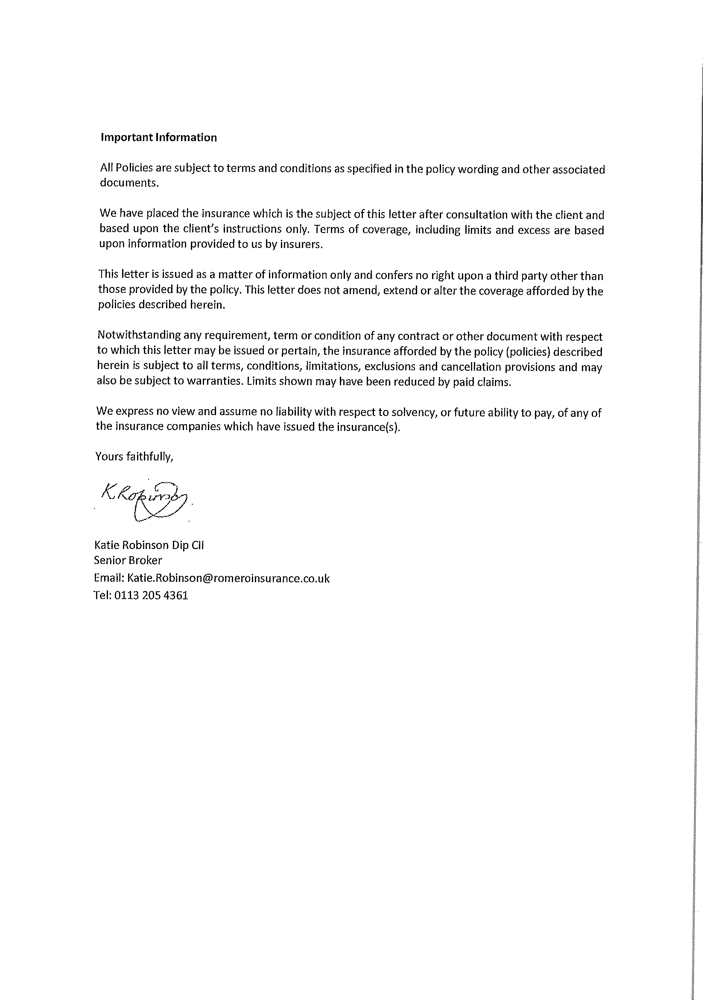 Important Information
All Policies are subject to terms and conditions as specified in the policy wording and other associated
documents.
We have placed the insurance which is the subject of this letter after consultation with the client and
based upon the client's instructions only. Terms of coverage, including limits and excess are based
upon information provided to us by insurers.
This letter is issued as a matter of information only and confers no right upon a third party other than
those provided by the policy. This letter does not amend, extend or alter the coverage afforded by the
policies described herein.
Notwithstanding any requirement, term or condition of any contract or other document with respect
to which this letter may be issued or pertain, the insurance afforded by the policy (policies) described
herein is subject to all terms, conditions, limitations, exclusions and cancellation provisions and may
also be subject to warranties. Limits shown may have been reduced by paid claims.
We express no view and assume no liability with respect to solvency, or future ability to pay, of any of
the insurance companies which have issued the insurance(s).
Yours faithfully,
K Robinson
Katie Robinson Dip CII
Senior Broker
Email: Katie.Robinson@romeroinsurance.co.uk
Tel: 0113 205 4361